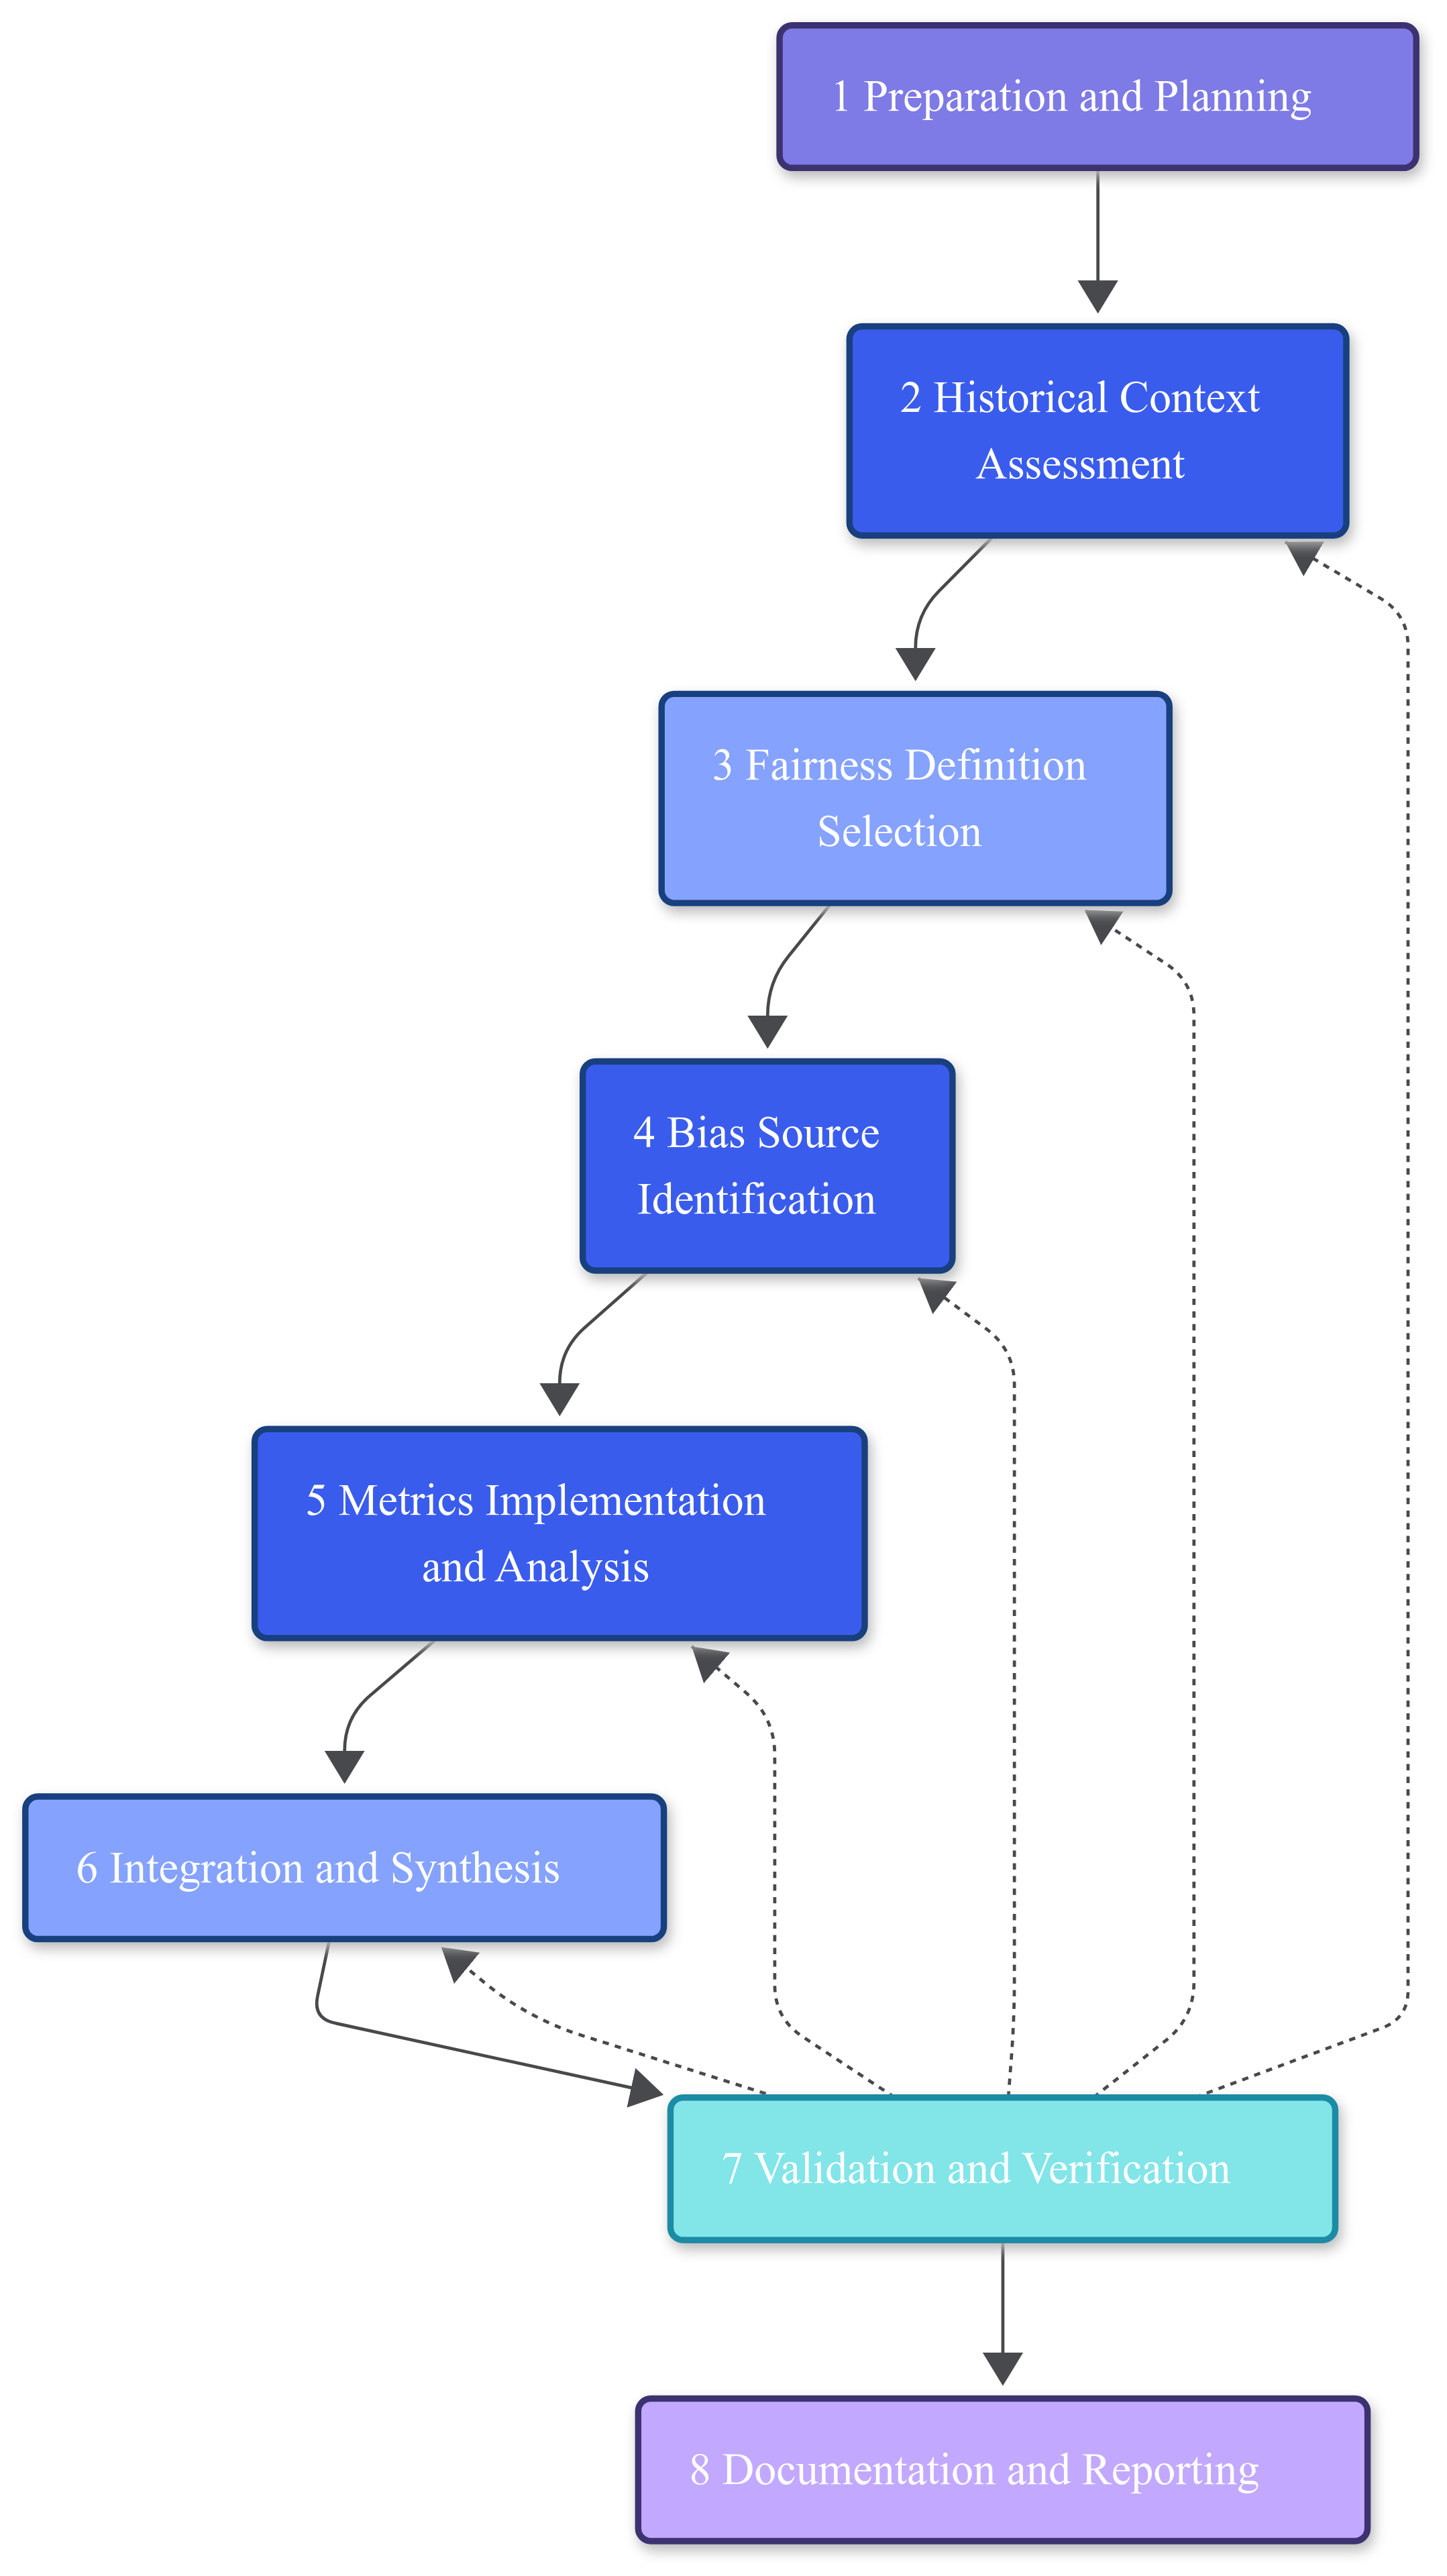 1 Preparation and Planning
2 Historical Context
Assessment
3 Fairness Definition
Selection
4 Bias Source
Identification
5 Metrics Implementation
and Analysis
6 Integration and Synthesis
7 Validation and Verification
8 Documentation and Reporting